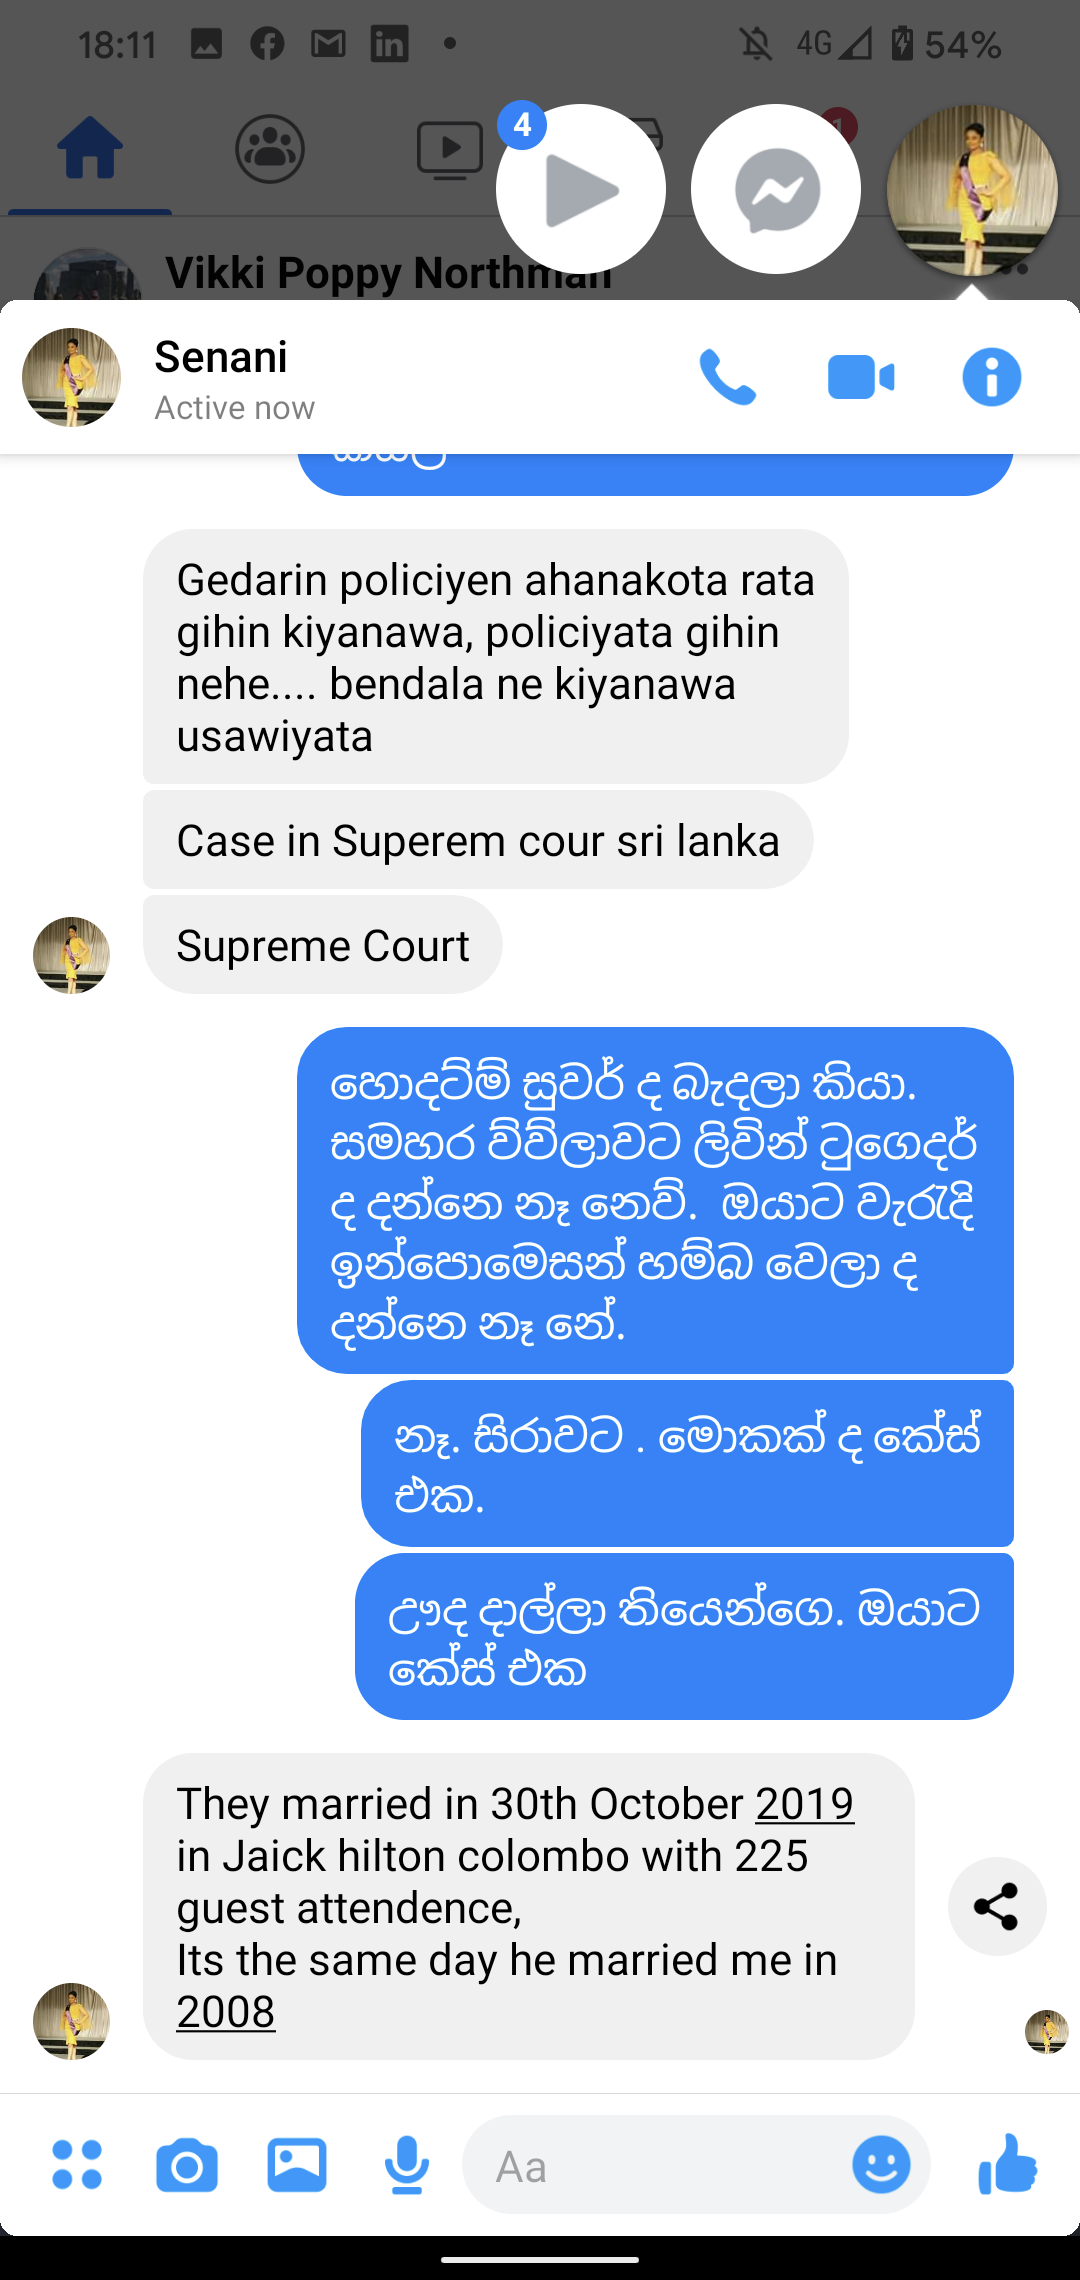 18:11
4G
54%
4
1
Vikki Poppy Northman
Senani
Active now
Gedarin policiyen ahanakota rata
gihin kiyanawa, policiyata gihin
nehe.... bendala ne kiyanawa
usawiyata
Case in Superem cour sri lanka
Supreme Court
හොදට්ම් සුවර් ද බැදලා කියා.
සමහර ව්ව්ලාවට ලිවින් ටුගෙදර්
ද දන්නෙ නෑ නෙව්. ඔයාට වැරැදි
ඉන්පොමෙසන් හම්බ වෙලා ද
දන්නෙ නෑ නේ.
නෑ. සිරාවට . මොකක් ද කේස්
එක.
ඌද දාල්ලා තියෙන්ගෙ. ඔයාට
කේස් එක
They married in 30th October 2019
in Jaick hilton colombo with 225
guest attendence,
Its the same day he married me in
2008
Aa